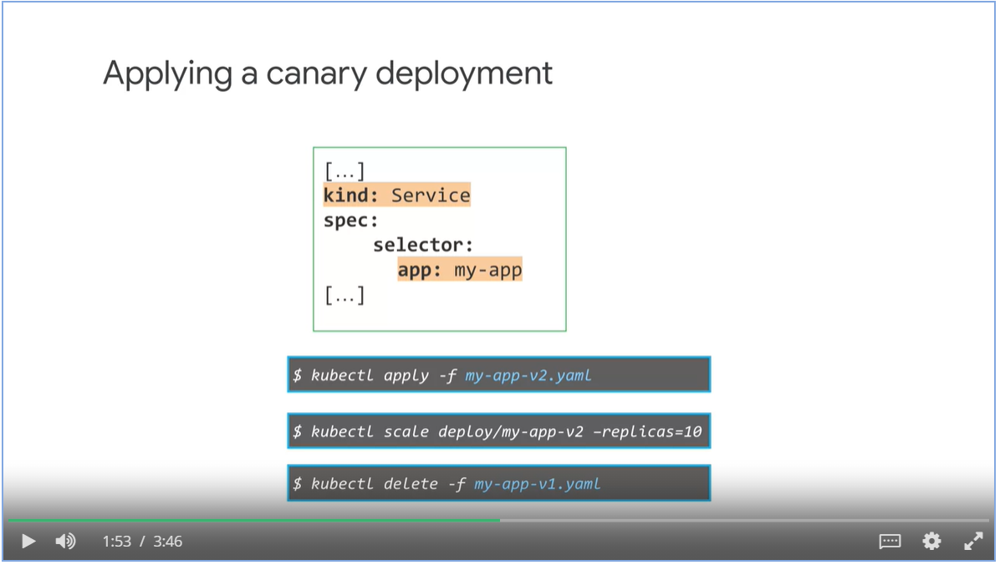 Applying a canary deployment
[...]
kind: Service
spec:
selector:
app: my-app
[...]
$ kubectl apply -f my-app-v2.yaml
$ kubectl scale deploy/my-app-v2 –replicas=10
$ kubectl delete -f my-app-v1.yaml
1:53 / 3:46